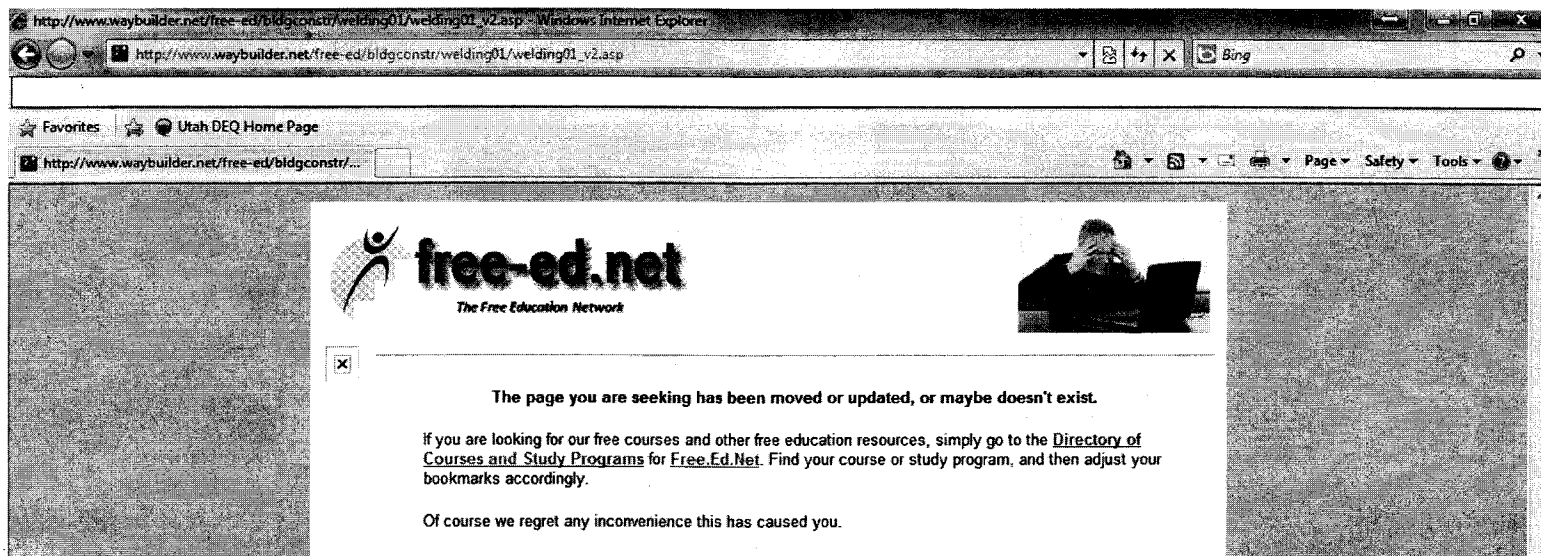 http://www.waybuilder.net/free-ed/bldgconstr/welding01/welding01_v2.asp - Windows Internet Explorer
http://www.waybuilder.net/free-ed/bldgconstr/welding01/welding01_v2.asp
Bing
Favorites Utah DEQ Home Page
http://www.waybuilder.net/free-ed/bldgconstr/...
Page Safety Tools
free-ed.net
The Free Education Network
The page you are seeking has been moved or updated, or maybe doesn't exist.
If you are looking for our free courses and other free education resources, simply go to the Directory of
Courses and Study Programs for Free.Ed.Net. Find your course or study program, and then adjust your
bookmarks accordingly.
Of course we regret any inconvenience this has caused you.